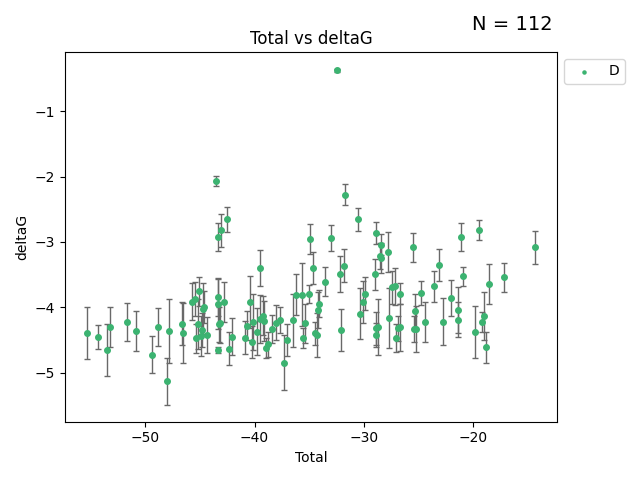 N = 112
Total vs deltaG
D
−1
−2
−3
−4
−5
deltaG
−50 −40 −30 −20
Total